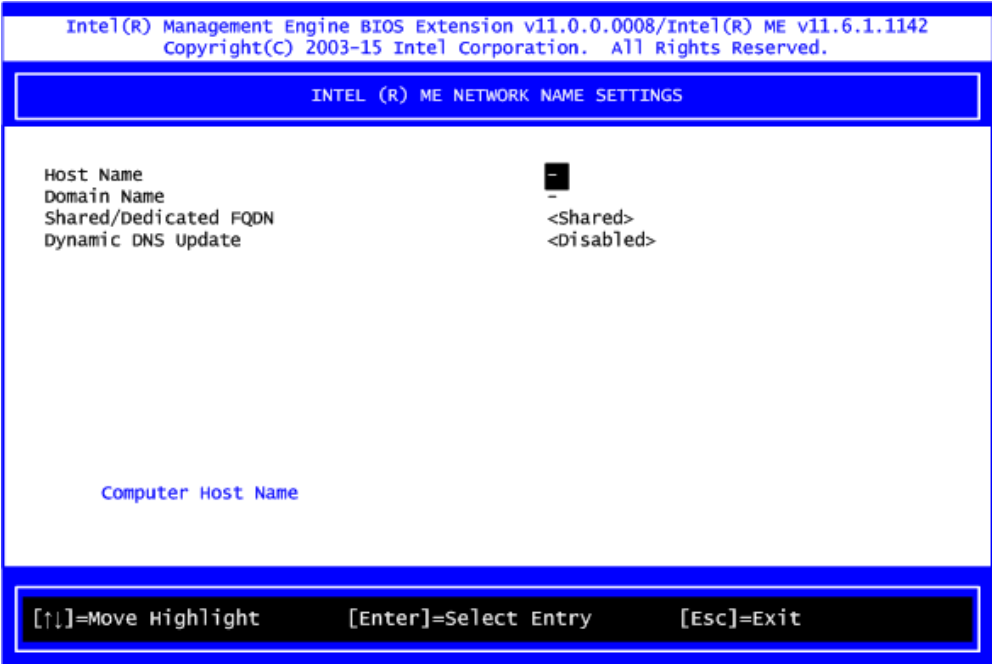 Intel(R) Management Engine BIOS Extension v11.0.0.0008/Intel(R) ME v11.6.1.1142
Copyright(C) 2003-15 Intel Corporation. All Rights Reserved.
INTEL (R) ME NETWORK NAME SETTINGS
Host Name -
Domain Name -
Shared/Dedicated FQDN <Shared>
Dynamic DNS Update <Disabled>
Computer Host Name
[↑↓]=Move Highlight [Enter]=Select Entry [Esc]=Exit